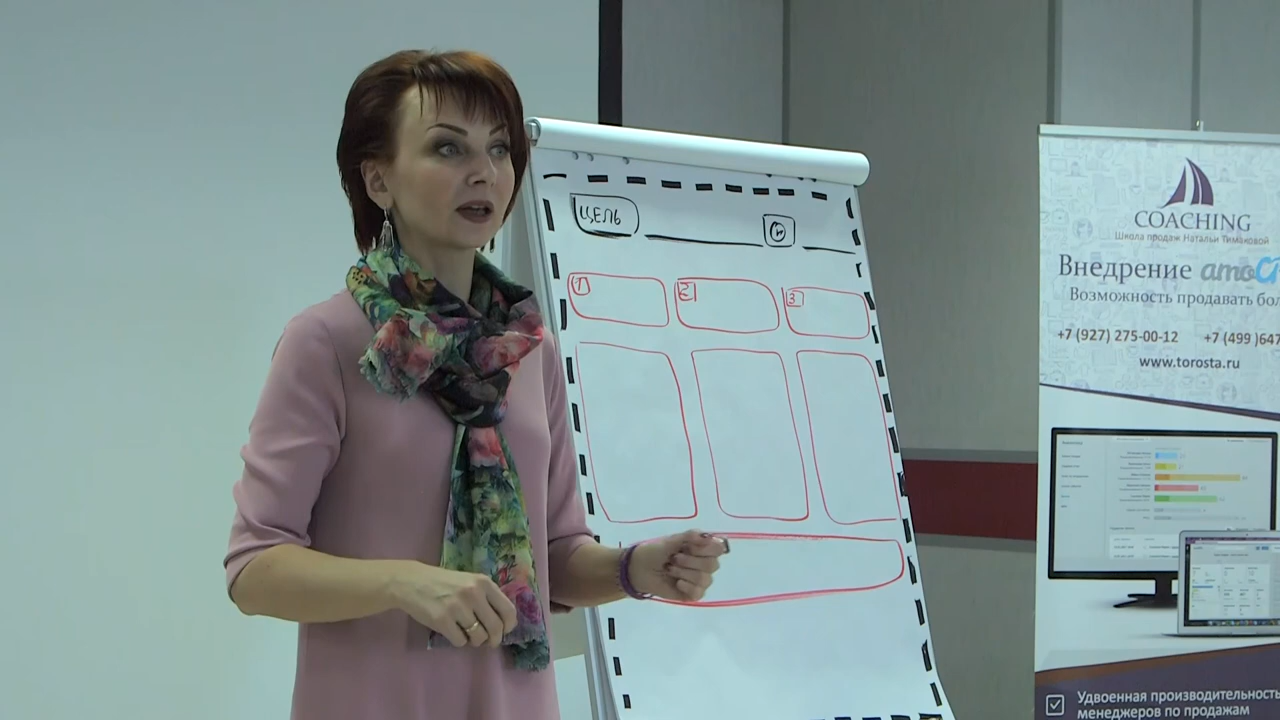 ЦЕЛЬ
1 2 3
COACHING
Школа продаж Натальи Тимаковой
Внедрение amoC
Возможность продавать бол
+7 (927) 275-00-12 +7 (499 )647
www.torosta.ru
Удвоенная производительность
менеджеров по продажам